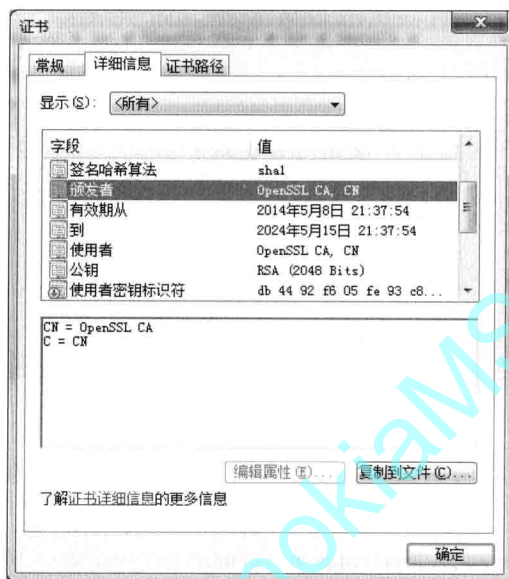 证书
常规 详细信息 证书路径
显示(S): <所有>
字段 值
签名哈希算法 sha1
颁发者 OpenSSL CA, CN
有效期从 2014年5月8日 21:37:54
到 2024年5月15日 21:37:54
使用者 OpenSSL CA, CN
公钥 RSA (2048 Bits)
使用者密钥标识符 db 44 92 f6 05 fe 93 c8...
CN = OpenSSL CA
C = CN
编辑属性(E)... 复制到文件(C)...
了解证书详细信息的更多信息
确定
nokiaMS